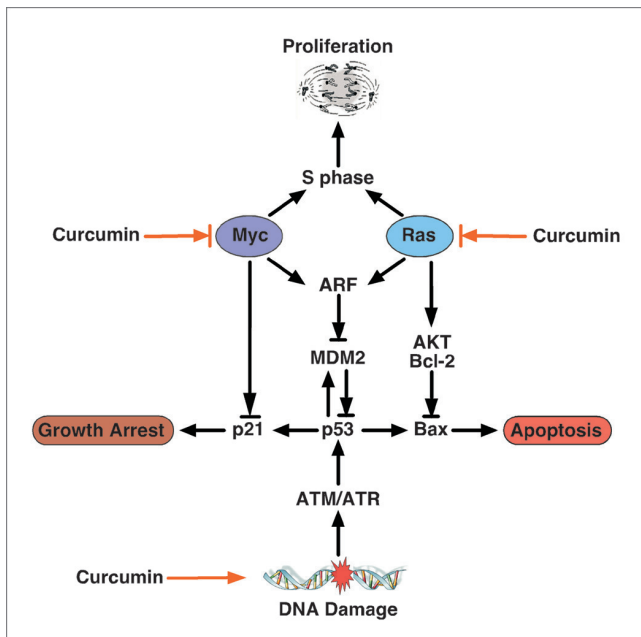 Proliferation
S phase
Curcumin
Myc
Ras
Curcumin
ARF
MDM2
AKT
Bcl-2
Growth Arrest
p21
p53
Bax
Apoptosis
ATM/ATR
Curcumin
DNA Damage